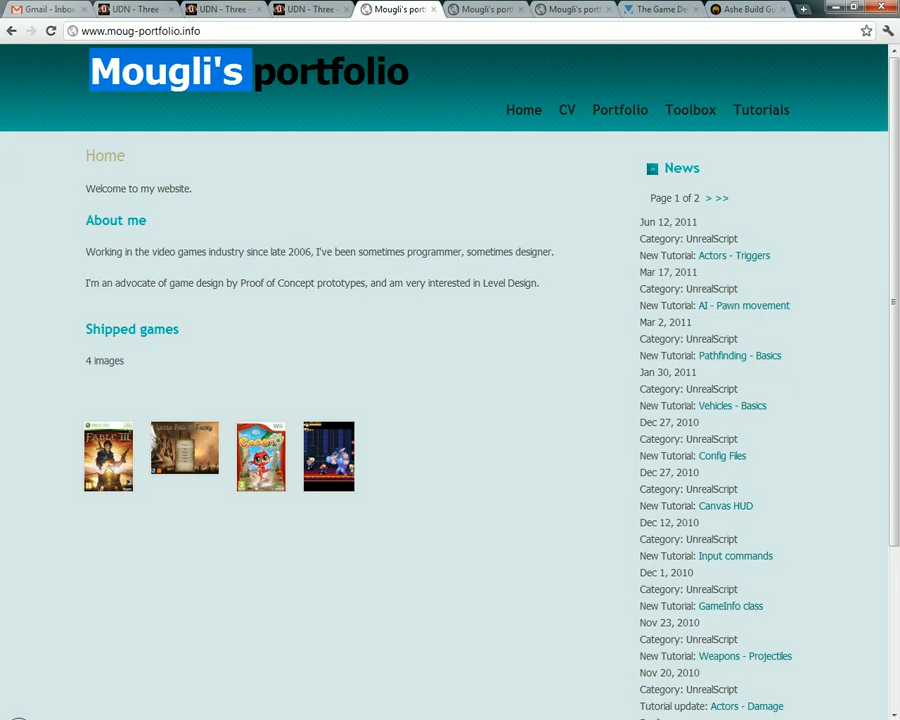 Gmail - Inbo
UDN - Three
UDN - Three
UDN - Three
Mougli's port
Mougli's port
Mougli's port
The Game De
Ashe Build Gu
www.moug-portfolio.info
Mougli's portfolio
Home
CV
Portfolio
Toolbox
Tutorials
Home
Welcome to my website.
About me
Working in the video games industry since late 2006, I've been sometimes programmer, sometimes designer.
I'm an advocate of game design by Proof of Concept prototypes, and am very interested in Level Design.
Shipped games
4 images
FABLE III
Wii
News
Page 1 of 2 > >>
Jun 12, 2011
Category: UnrealScript
New Tutorial: Actors - Triggers
Mar 17, 2011
Category: UnrealScript
New Tutorial: AI - Pawn movement
Mar 2, 2011
Category: UnrealScript
New Tutorial: Pathfinding - Basics
Jan 30, 2011
Category: UnrealScript
New Tutorial: Vehicles - Basics
Dec 27, 2010
Category: UnrealScript
New Tutorial: Config Files
Dec 27, 2010
Category: UnrealScript
New Tutorial: Canvas HUD
Dec 12, 2010
Category: UnrealScript
New Tutorial: Input commands
Dec 1, 2010
Category: UnrealScript
New Tutorial: GameInfo class
Nov 23, 2010
Category: UnrealScript
New Tutorial: Weapons - Projectiles
Nov 20, 2010
Category: UnrealScript
Tutorial update: Actors - Damage